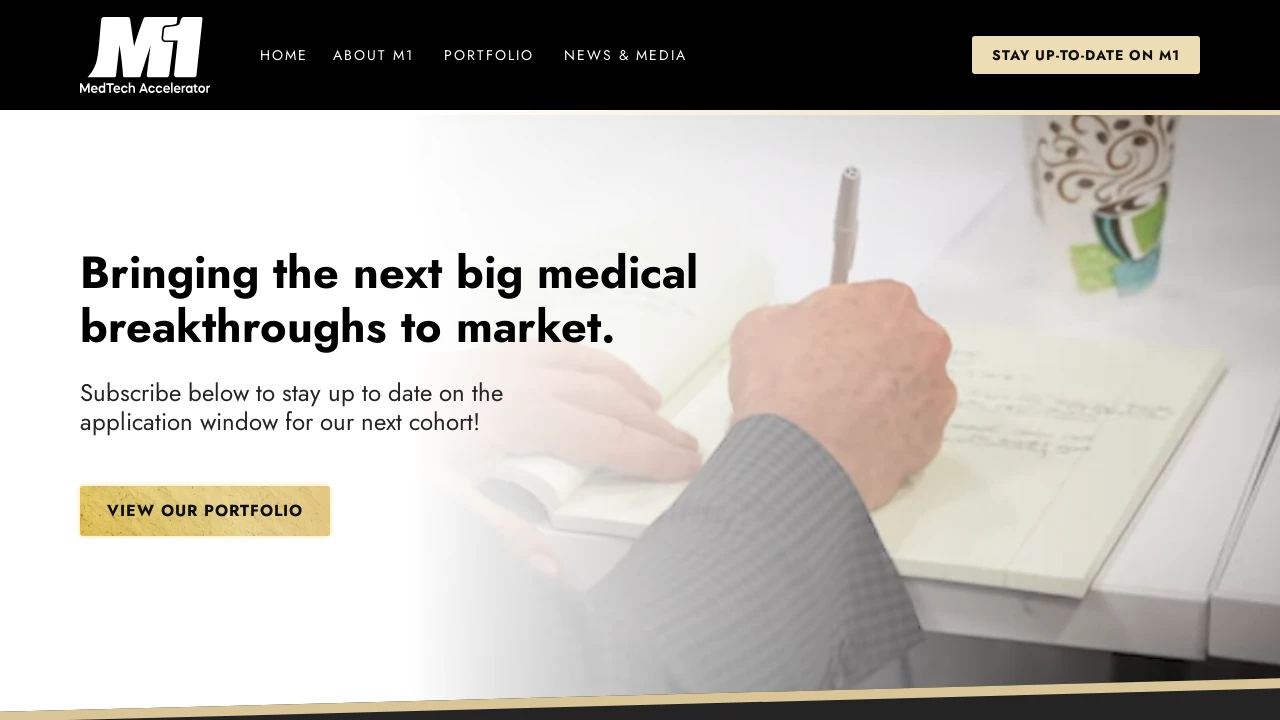 M1
MedTech Accelerator
HOME
ABOUT M1
PORTFOLIO
NEWS & MEDIA
STAY UP-TO-DATE ON M1
Bringing the next big medical
breakthroughs to market.
Subscribe below to stay up to date on the
application window for our next cohort!
VIEW OUR PORTFOLIO